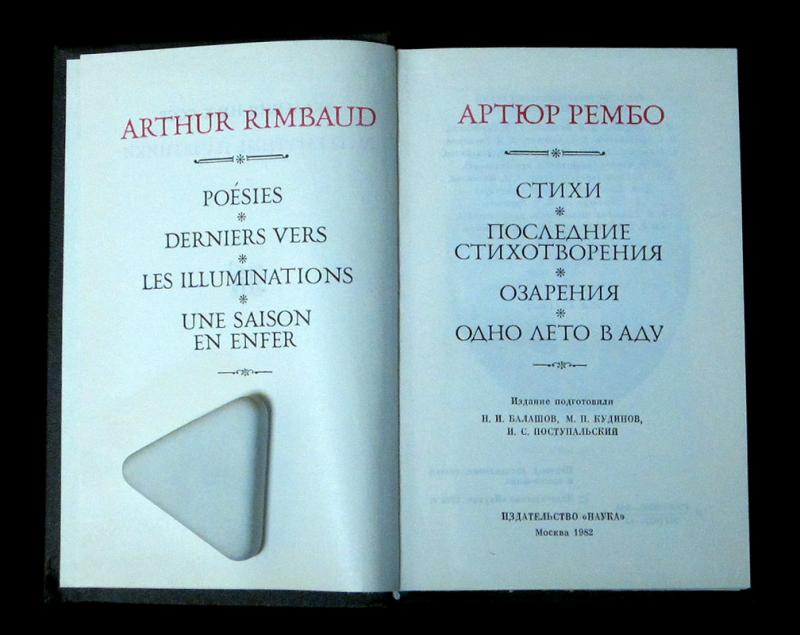 ARTHUR RIMBAUD
POÉSIES
DERNIERS VERS
LES ILLUMINATIONS
UNE SAISON
EN ENFER
АРТЮР РЕМБО
СТИХИ
ПОСЛЕДНИЕ
СТИХОТВОРЕНИЯ
ОЗАРЕНИЯ
ОДНО ЛЕТО В АДУ
Издание подготовили
Н. И. БАЛАШОВ, М. П. КУДИНОВ,
И. С. ПОСТУПАЛЬСКИЙ
ИЗДАТЕЛЬСТВО «НАУКА»
Москва 1982